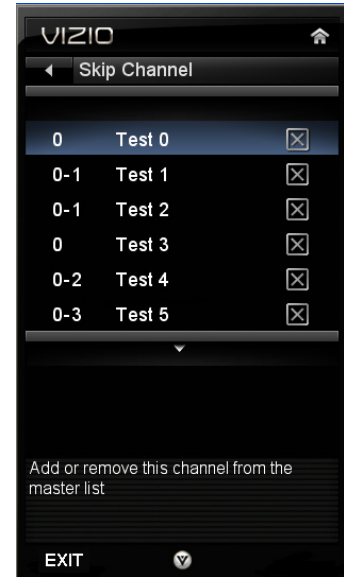 VIZIO
Skip Channel
0 Test 0
0-1 Test 1
0-1 Test 2
0 Test 3
0-2 Test 4
0-3 Test 5
Add or remove this channel from the
master list
EXIT
V